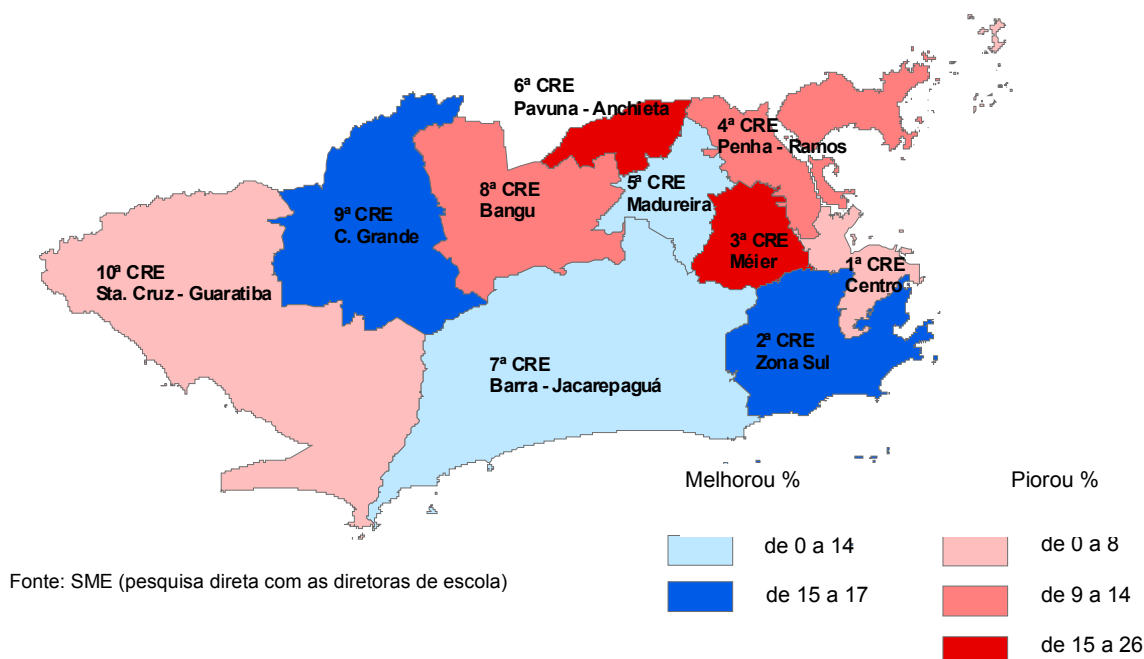 6ª CRE
Pavuna - Anchieta
4ª CRE
Penha - Ramos
5ª CRE
Madureira
8ª CRE
Bangu
9ª CRE
C. Grande
3ª CRE
Méier
10ª CRE
Sta. Cruz - Guaratiba
1ª CRE
Centro
2ª CRE
Zona Sul
7ª CRE
Barra - Jacarepaguá
Melhorou %
Piorou %
de 0 a 14
de 0 a 8
Fonte: SME (pesquisa direta com as diretoras de escola)
de 15 a 17
de 9 a 14
de 15 a 26